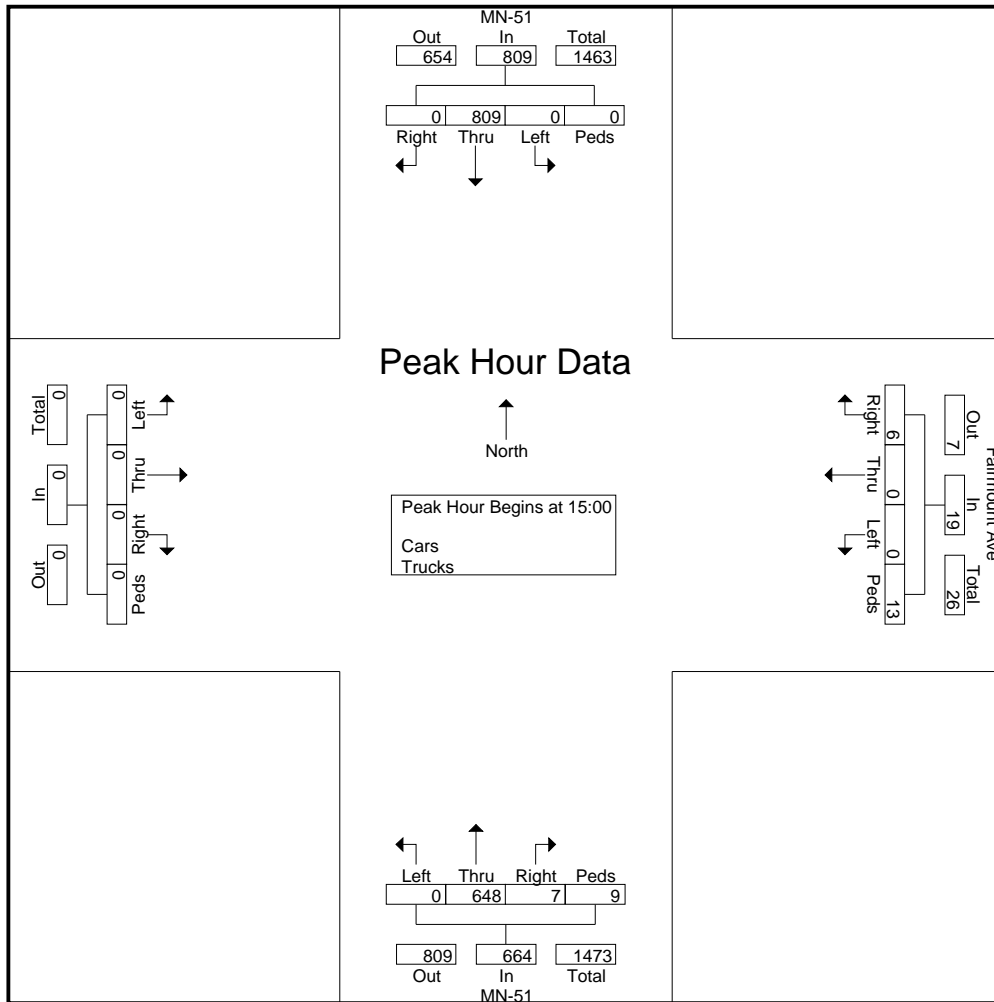 MN-51
Out In Total
654 809 1463
0 809 0 0
Right Thru Left Peds
Peak Hour Data
North
Peak Hour Begins at 15:00
Cars
Trucks
Left Thru Right Peds
0 0 0 0
Out In Total
0 0 0
Fairmount Ave
Out In Total
7 19 26
6 0 0 13
Right Thru Left Peds
Left Thru Right Peds
0 648 7 9
809 664 1473
Out In Total
MN-51